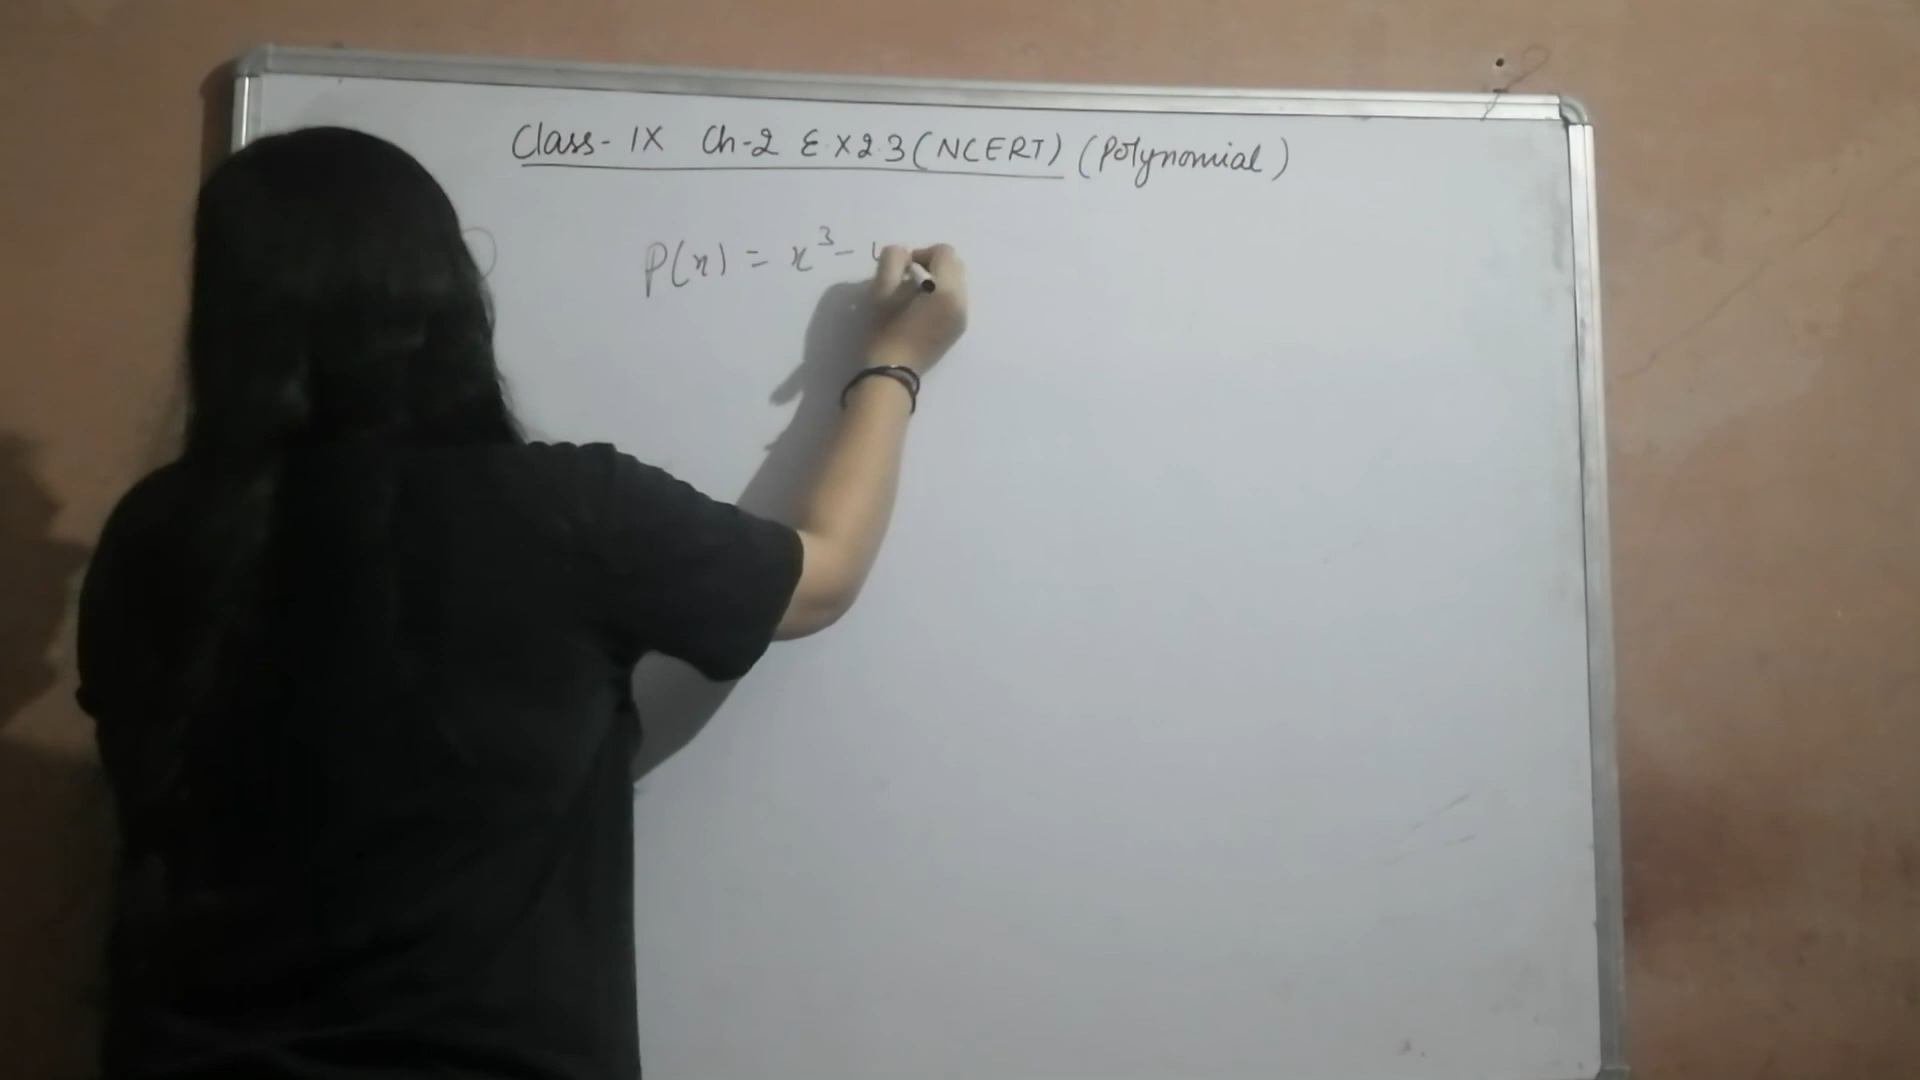 Class- IX Ch-2 EX 2.3 (NCERT) (Polynomial)
P(x) = x³ -